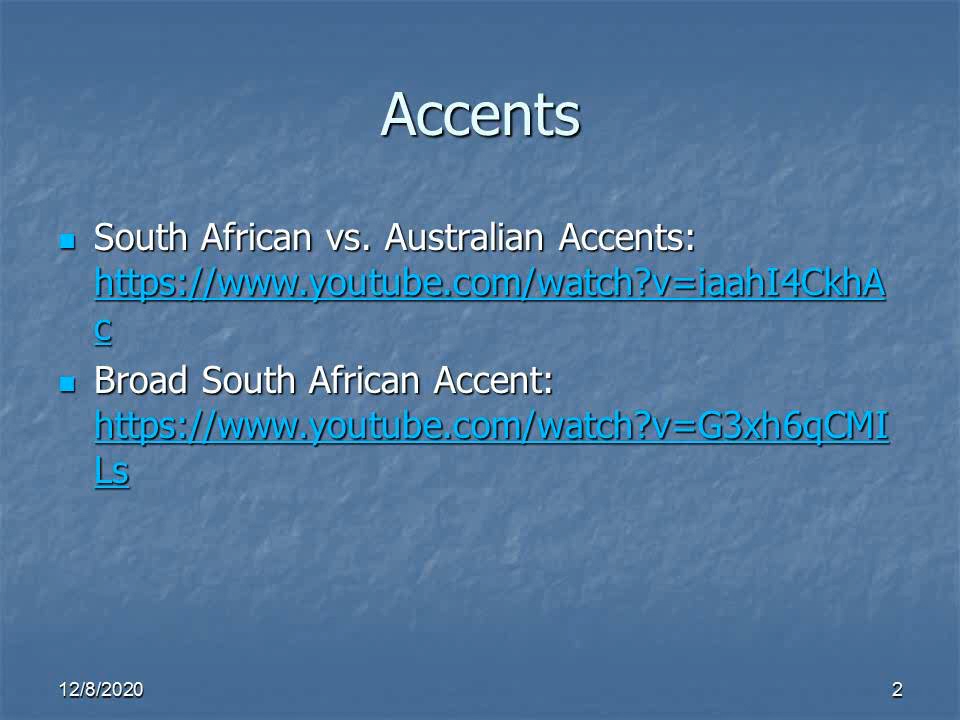 Accents
South African vs. Australian Accents:
https://www.youtube.com/watch?v=iaahI4CkhA
c
Broad South African Accent:
https://www.youtube.com/watch?v=G3xh6qCMI
Ls
12/8/2020 2